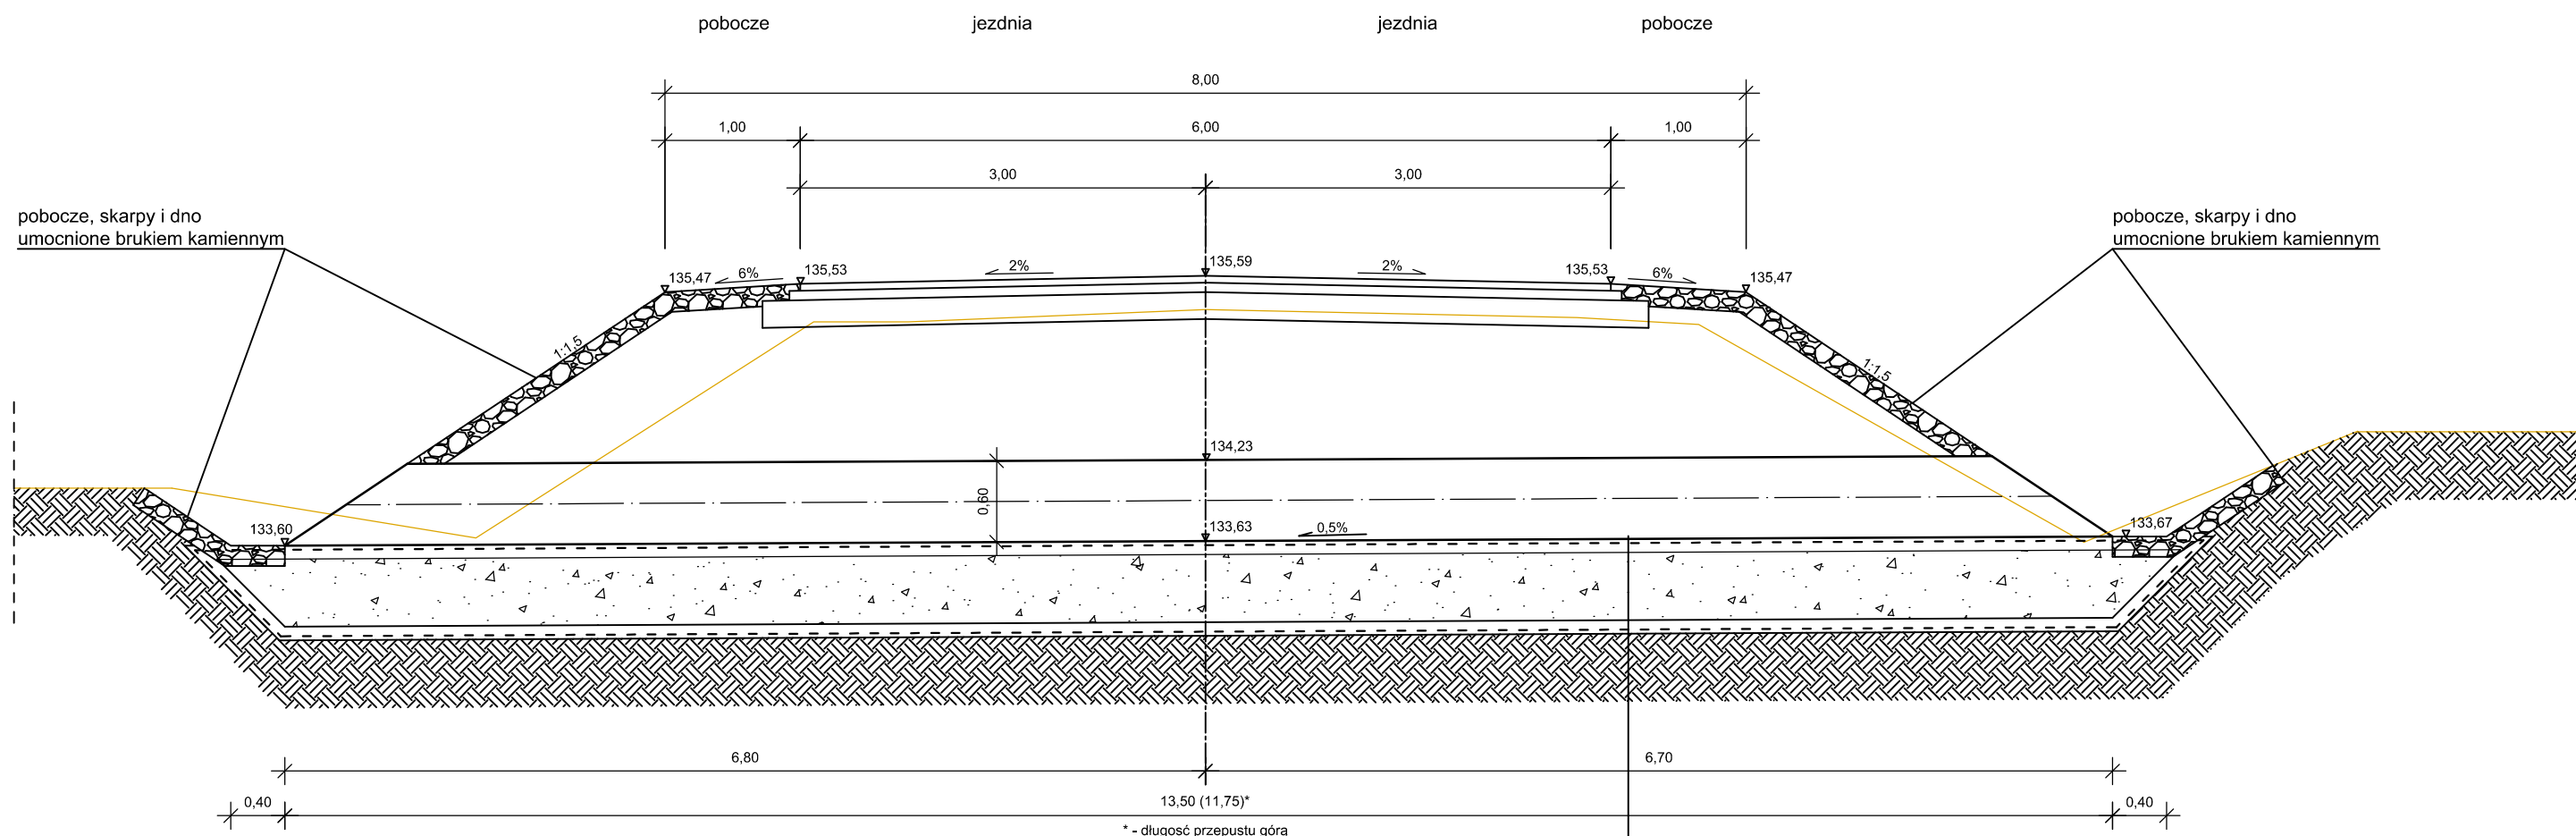 pobocze jezdnia jezdnia pobocze
8,00
1,00 6,00 1,00
3,00 3,00
pobocze, skarpy i dno
umocnione brukiem kamiennym
pobocze, skarpy i dno
umocnione brukiem kamiennym
135,47 6% 135,53 2% 135,59 2% 135,53 6% 135,47
1:1,5 1:1,5
134,23
0,60
133,60 133,63 0,5% 133,67
6,80 6,70
0,40 13,50 (11,75)* 0,40
* - długość przepustu górą